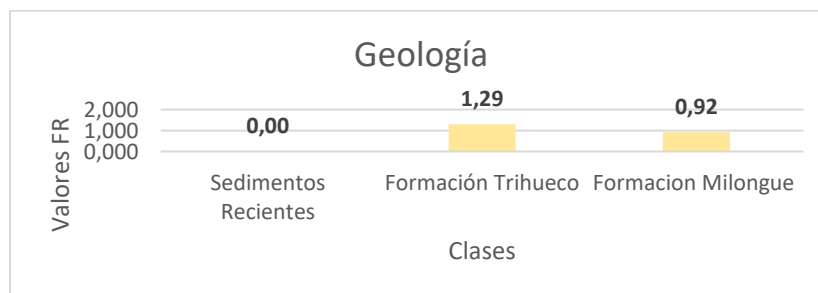 Geología
Valores FR
2,000
1,000
0,000
0,00
1,29
0,92
Sedimentos
Recientes
Formación Trihueco
Formacion Milongue
Clases